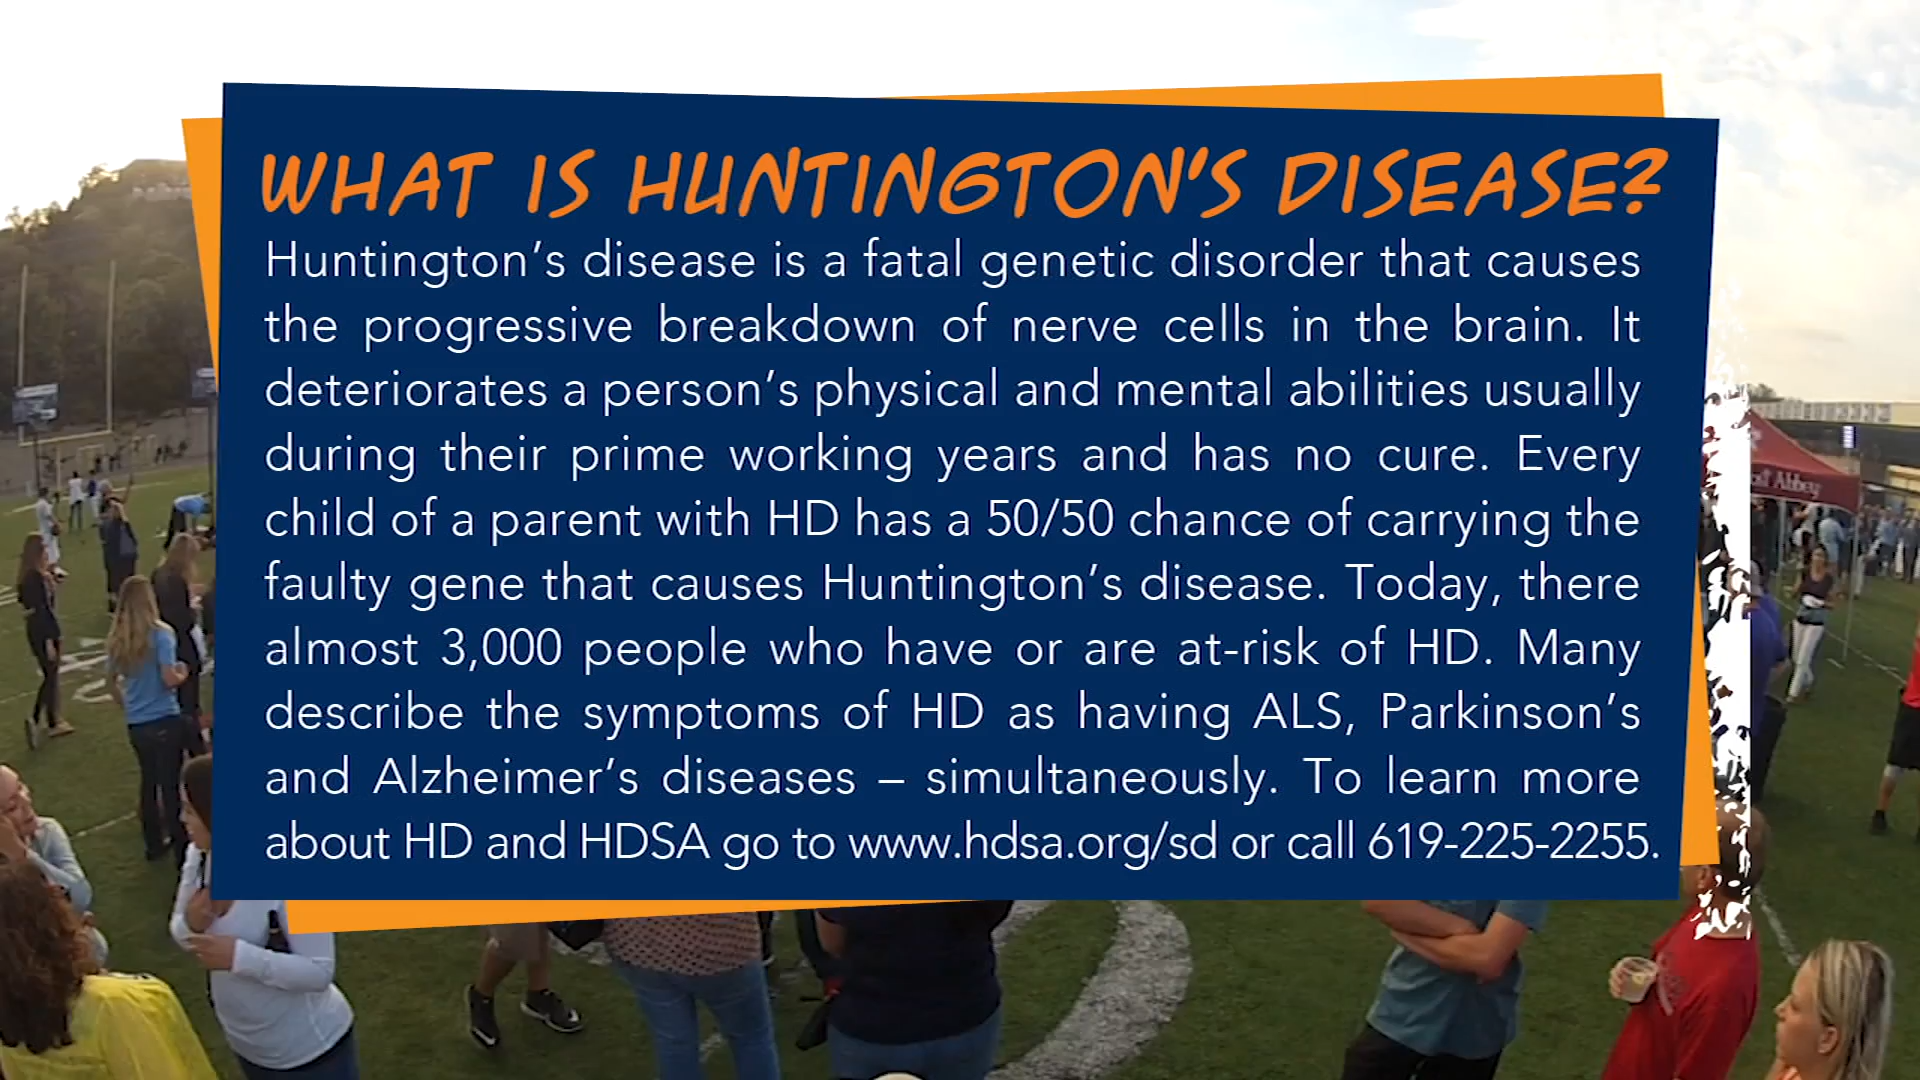 WHAT IS HUNTINGTON'S DISEASE?
Huntington's disease is a fatal genetic disorder that causes
the progressive breakdown of nerve cells in the brain. It
deteriorates a person's physical and mental abilities usually
during their prime working years and has no cure. Every
child of a parent with HD has a 50/50 chance of carrying the
faulty gene that causes Huntington's disease. Today, there
almost 3,000 people who have or are at-risk of HD. Many
describe the symptoms of HD as having ALS, Parkinson's
and Alzheimer's diseases – simultaneously. To learn more
about HD and HDSA go to www.hdsa.org/sd or call 619-225-2255.
Abbey